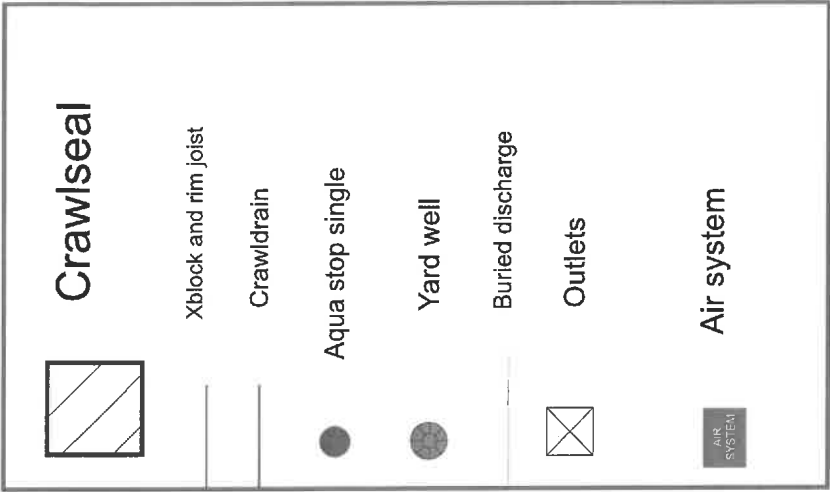 Crawlseal
Xblock and rim joist
Crawldrain
Aqua stop single
Yard well
Buried discharge
Outlets
Air system
AIR
SYSTEM